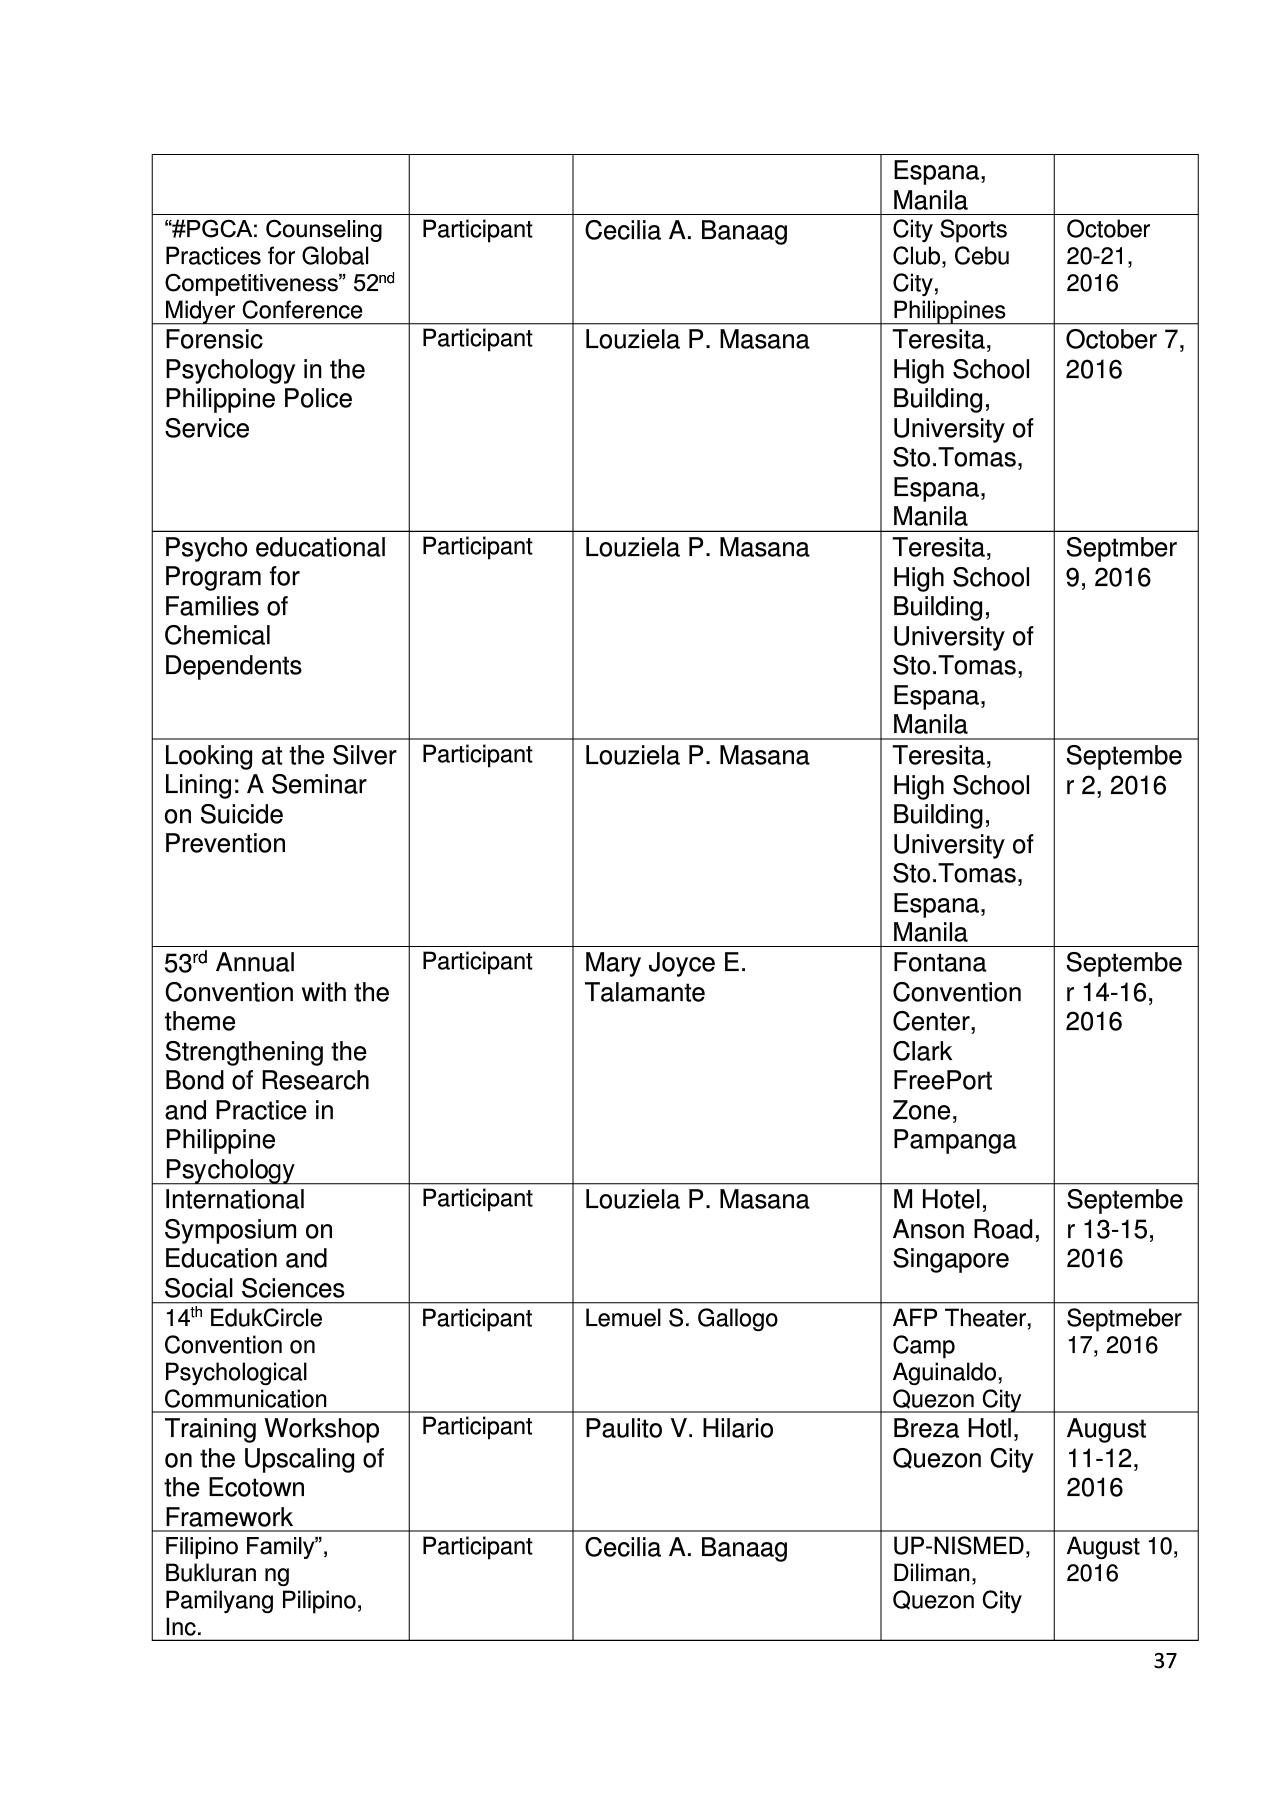 Espana,
Manila
“#PGCA: Counseling
Practices for Global
Competitiveness” 52nd
Midyer Conference
Participant
Cecilia A. Banaag
City Sports
Club, Cebu
City,
Philippines
October
20-21,
2016
Forensic
Psychology in the
Philippine Police
Service
Participant
Louziela P. Masana
Teresita,
High School
Building,
University of
Sto.Tomas,
Espana,
Manila
October 7,
2016
Psycho educational
Program for
Families of
Chemical
Dependents
Participant
Louziela P. Masana
Teresita,
High School
Building,
University of
Sto.Tomas,
Espana,
Manila
Septmber
9, 2016
Looking at the Silver
Lining: A Seminar
on Suicide
Prevention
Participant
Louziela P. Masana
Teresita,
High School
Building,
University of
Sto.Tomas,
Espana,
Manila
Septembe
r 2, 2016
53rd Annual
Convention with the
theme
Strengthening the
Bond of Research
and Practice in
Philippine
Psychology
Participant
Mary Joyce E.
Talamante
Fontana
Convention
Center,
Clark
FreePort
Zone,
Pampanga
Septembe
r 14-16,
2016
International
Symposium on
Education and
Social Sciences
Participant
Louziela P. Masana
M Hotel,
Anson Road,
Singapore
Septembe
r 13-15,
2016
14th EdukCircle
Convention on
Psychological
Communication
Participant
Lemuel S. Gallogo
AFP Theater,
Camp
Aguinaldo,
Quezon City
Septmeber
17, 2016
Training Workshop
on the Upscaling of
the Ecotown
Framework
Participant
Paulito V. Hilario
Breza Hotl,
Quezon City
August
11-12,
2016
Filipino Family”,
Bukluran ng
Pamilyang Pilipino,
Inc.
Participant
Cecilia A. Banaag
UP-NISMED,
Diliman,
Quezon City
August 10,
2016
37